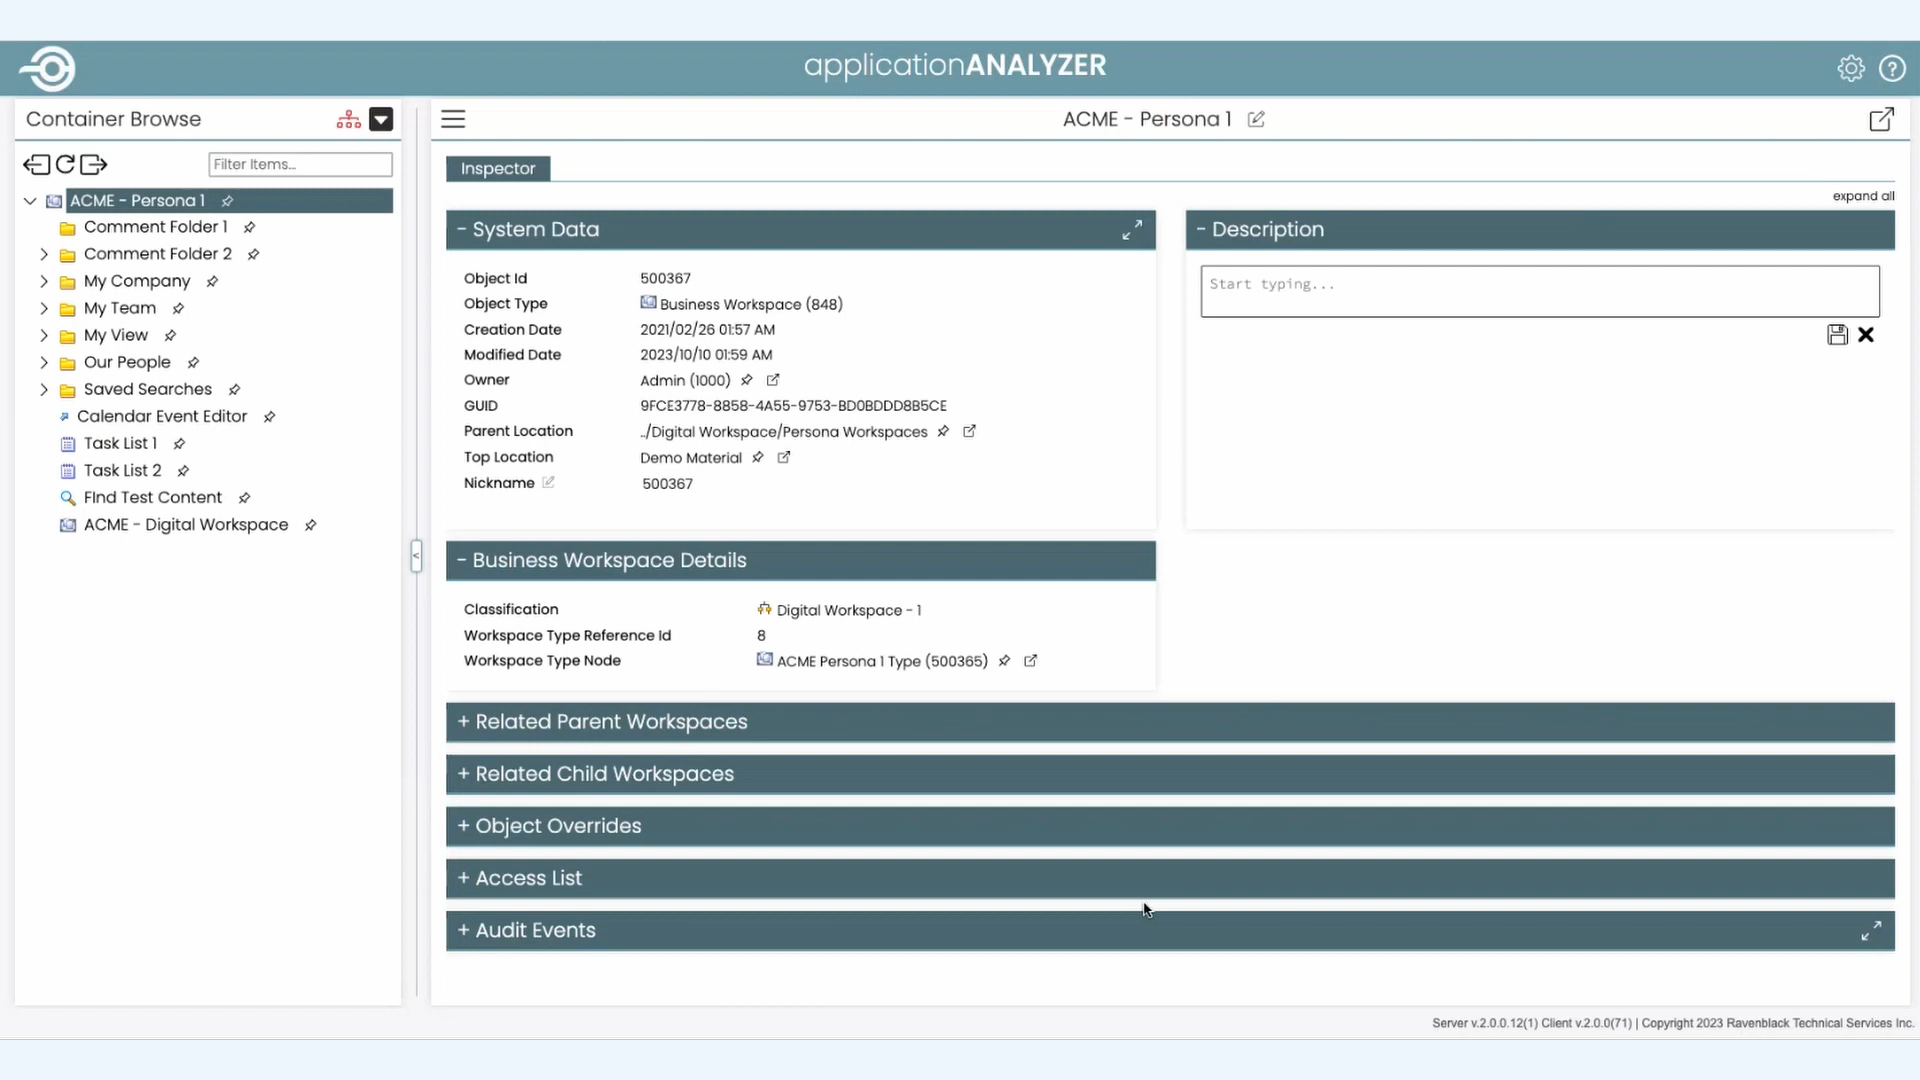 applicationANALYZER
Container Browse
Filter Items...
ACME - Persona 1
Comment Folder 1
Comment Folder 2
My Company
My Team
My View
Our People
Saved Searches
Calendar Event Editor
Task List 1
Task List 2
FInd Test Content
ACME - Digital Workspace
<
ACME - Persona 1
Inspector
expand all
- System Data
Object Id 500367
Object Type Business Workspace (848)
Creation Date 2021/02/26 01:57 AM
Modified Date 2023/10/10 01:59 AM
Owner Admin (1000)
GUID 9FCE3778-8858-4A55-9753-BD0BDDD8B5CE
Parent Location ../Digital Workspace/Persona Workspaces
Top Location Demo Material
Nickname 500367
- Description
Start typing...
- Business Workspace Details
Classification Digital Workspace - 1
Workspace Type Reference Id 8
Workspace Type Node ACME Persona 1 Type (500365)
+ Related Parent Workspaces
+ Related Child Workspaces
+ Object Overrides
+ Access List
+ Audit Events
Server v.2.0.0.12(1) Client v.2.0.0(71) | Copyright 2023 Ravenblack Technical Services Inc.